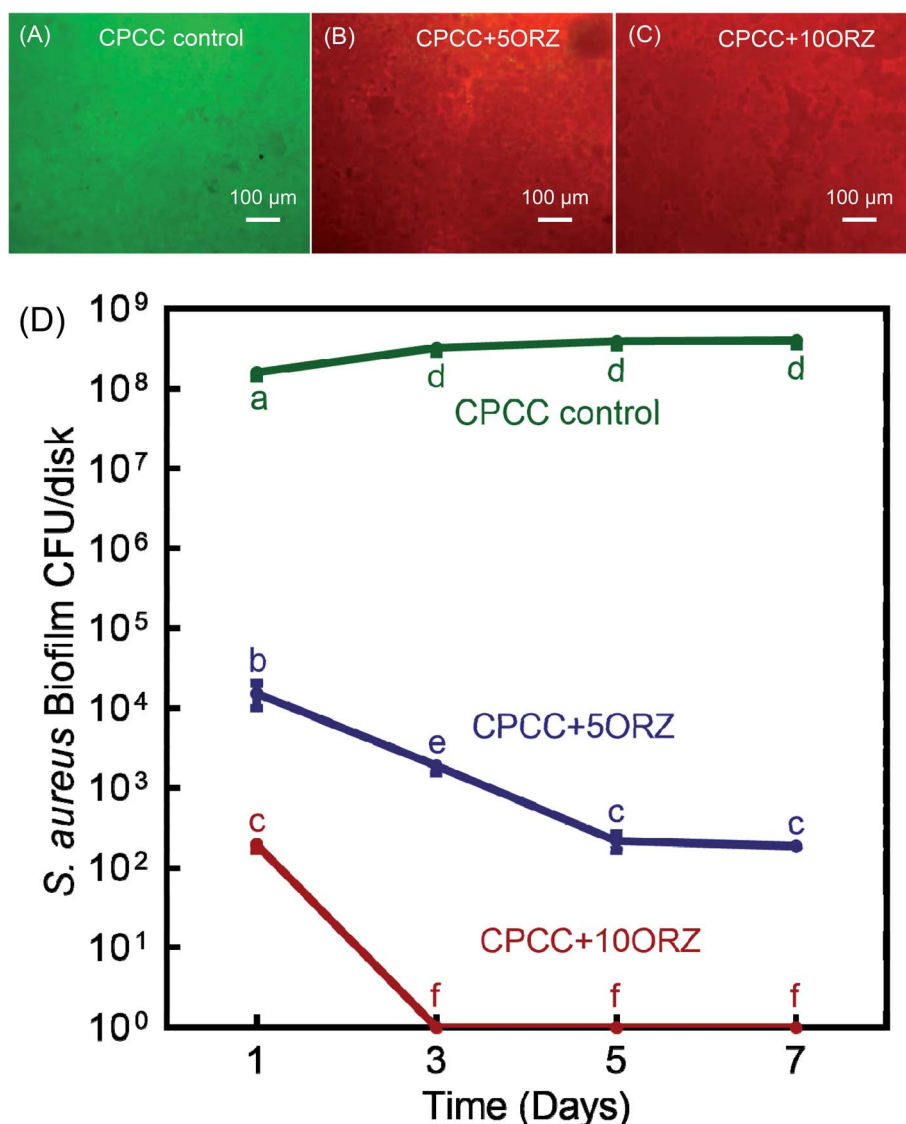 (A) CPCC control
(B) CPCC+5ORZ
(C) CPCC+10ORZ
100 µm
100 µm
100 µm
(D)
S. aureus Biofilm CFU/disk
10⁹
10⁸
10⁷
10⁶
10⁵
10⁴
10³
10²
10¹
10⁰
a
d
d
d
CPCC control
b
e
c
c
CPCC+5ORZ
c
f
f
f
CPCC+10ORZ
1 3 5 7
Time (Days)